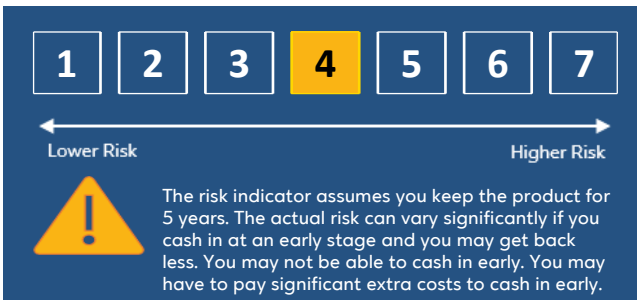 1 2 3 4 5 6 7
Lower Risk Higher Risk
!
The risk indicator assumes you keep the product for
5 years. The actual risk can vary significantly if you
cash in at an early stage and you may get back
less. You may not be able to cash in early. You may
have to pay significant extra costs to cash in early.